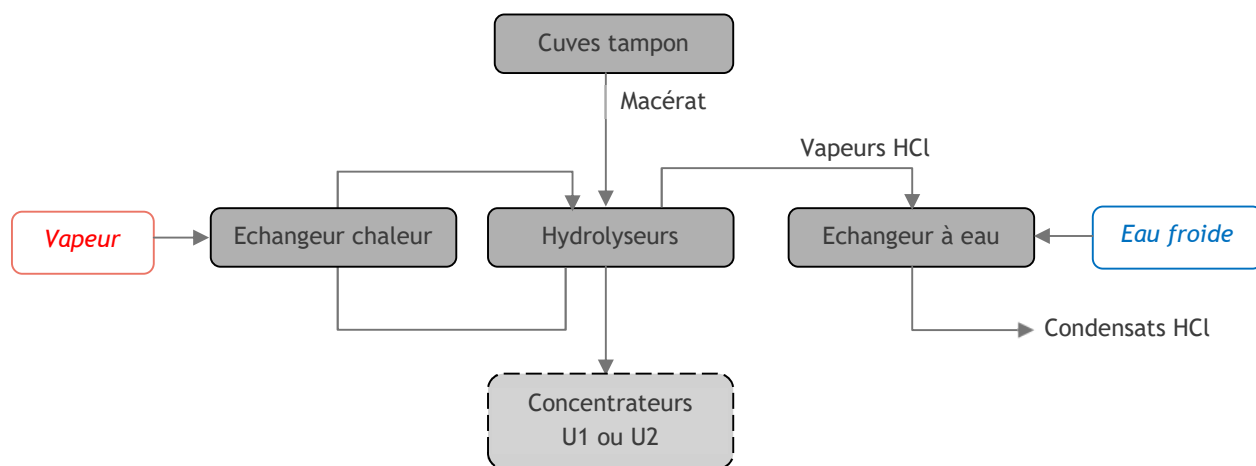 Cuves tampon
Macérat
Vapeurs HCl
Vapeur
Echangeur chaleur
Hydrolyseurs
Echangeur à eau
Eau froide
Condensats HCl
Concentrateurs
U1 ou U2